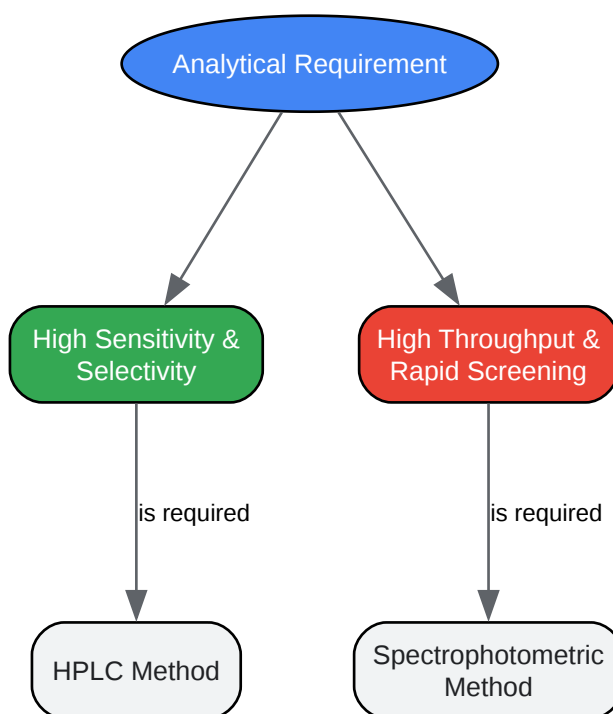 Analytical Requirement
High Sensitivity &
Selectivity
High Throughput &
Rapid Screening
is required
is required
HPLC Method
Spectrophotometric
Method